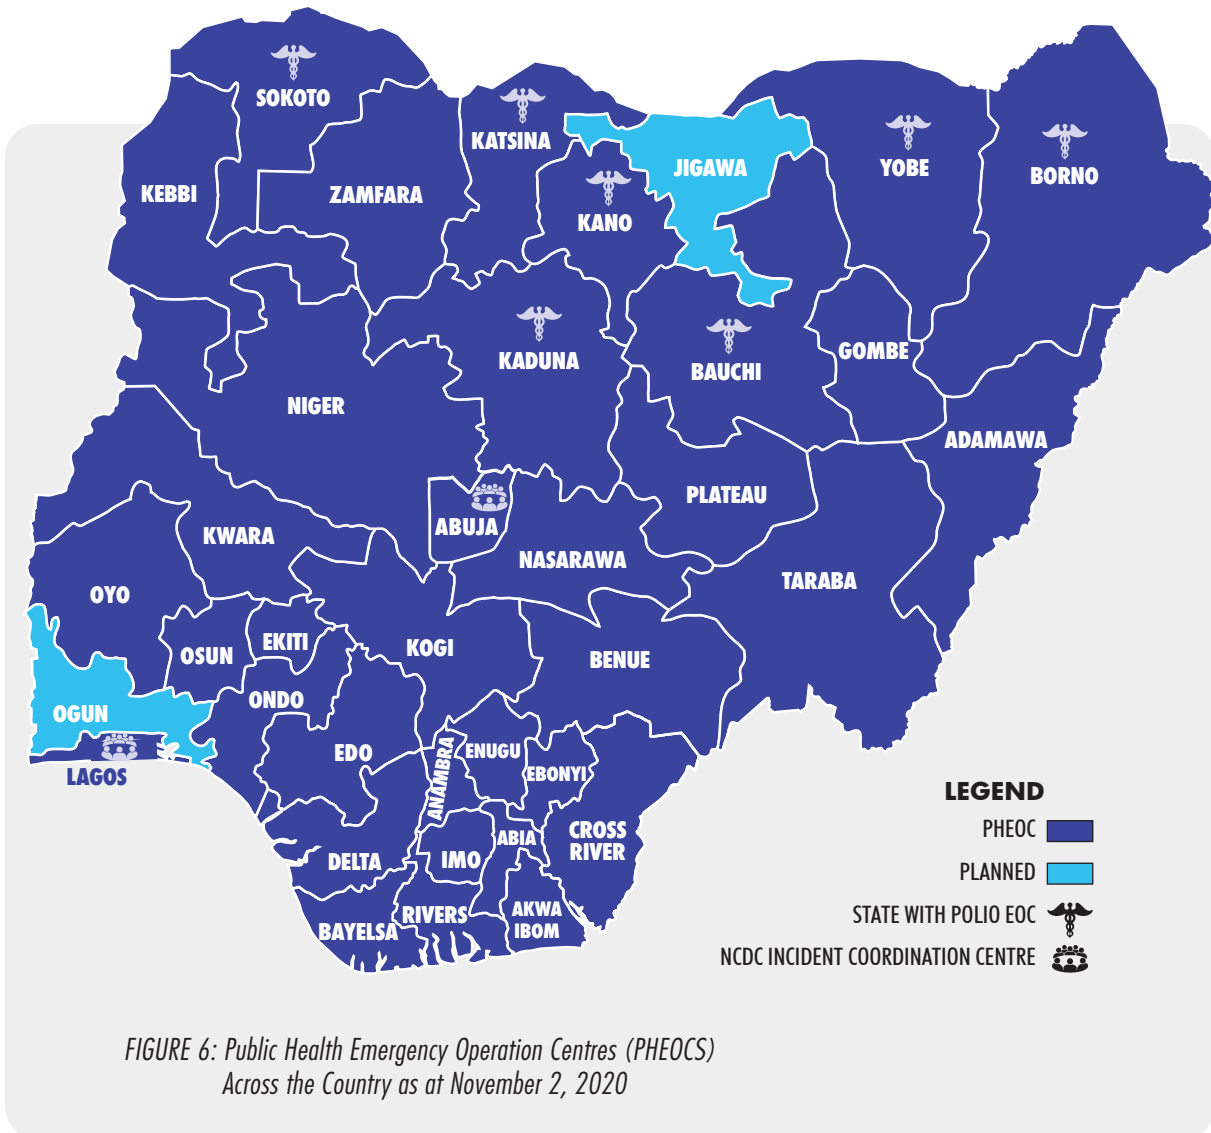 SOKOTO
KATSINA
KEBBI
ZAMFARA
KANO
JIGAWA
YOBE
BORNO
KADUNA
BAUCHI
GOMBE
NIGER
ADAMAWA
PLATEAU
ABUJA
KWARA
NASARAWA
TARABA
OYO
OSUN
EKITI
KOGI
BENUE
ONDO
OGUN
LAGOS
EDO
ANAMBRA
ENUGU
EBONYI
CROSS
RIVER
ABIA
IMO
DELTA
RIVERS
AKWA
IBOM
BAYELSA
LEGEND
PHEOC
PLANNED
STATE WITH POLIO EOC
NCDC INCIDENT COORDINATION CENTRE
FIGURE 6: Public Health Emergency Operation Centres (PHEOCS)
Across the Country as at November 2, 2020